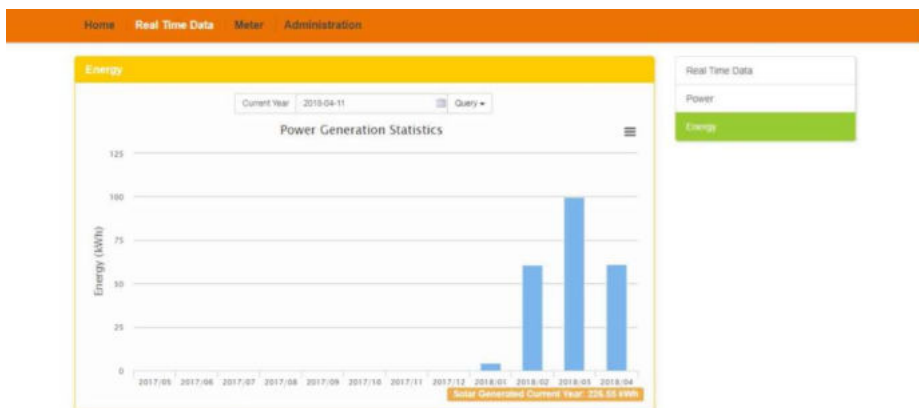 Home Real Time Data Meter Administration
Energy
Current Year 2018-04-11 Query
Power Generation Statistics
125
100
75
50
25
0
Energy (kWh)
2017/05 2017/06 2017/07 2017/08 2017/09 2017/10 2017/11 2017/12 2018/01 2018/02 2018/03 2018/04
Solar Generated Current Year: 226.55 kWh
Real Time Data
Power
Energy